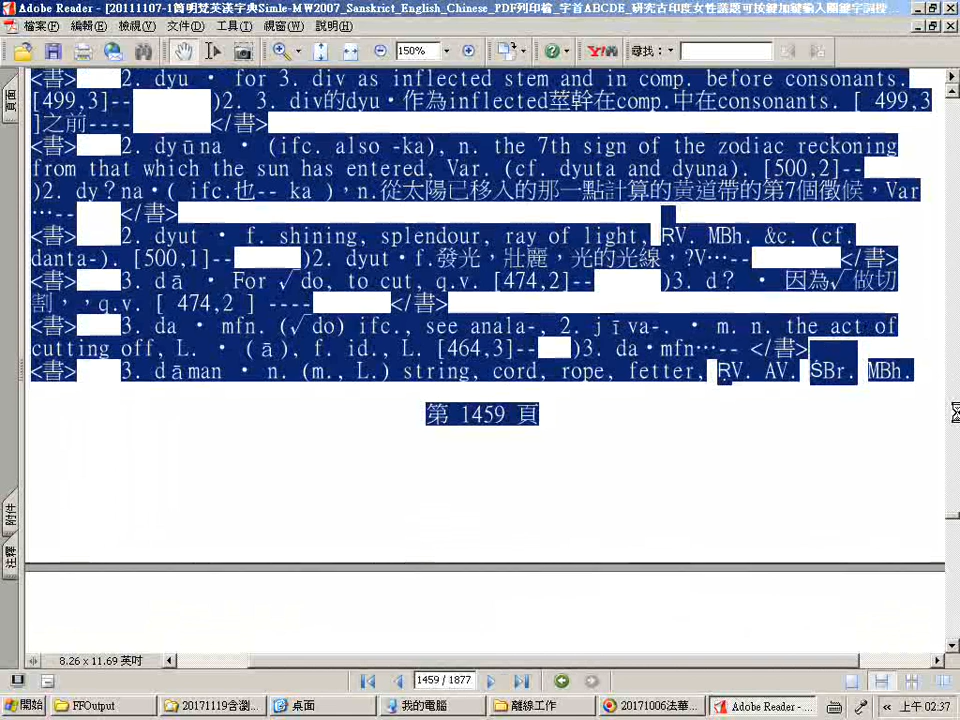 Adobe Reader - [20111107-1簡明梵英漢字典Simle-MW2007_Sanskrict_English_Chinese_PDF列印檔_字首ABCDE_研究古印度女性議題可按鍵加鍵輸入關鍵字詞搜
檔案(F) 編輯(E) 檢視(V) 文件(D) 工具(T) 視窗(W) 說明(H)
150% 尋找：
頁面
<書> 2. dyu ‧ for 3. div as inflected stem and in comp. before consonants.
[499,3]-- )2. 3. div的dyu‧作為inflected莖幹在comp.中在consonants. [ 499,3
]之前---- </書>
<書> 2. dyūna ‧ (ifc. also -ka), n. the 7th sign of the zodiac reckoning
from that which the sun has entered, Var. (cf. dyuta and dyuna). [500,2]--
)2. dy？na‧( ifc.也-- ka )，n.從太陽已移入的那一點計算的黃道帶的第7個徵候，Var
…-- </書>
<書> 2. dyut ‧ f. shining, splendour, ray of light, ṚV. MBh. &c. (cf.
danta-). [500,1]-- )2. dyut‧f.發光，壯麗，光的光線，?V…-- </書>
<書> 3. dā ‧ For √do, to cut, q.v. [474,2]-- )3. d？ ‧ 因為√做切
割，，q.v. [ 474,2 ] ---- </書>
<書> 3. da ‧ mfn. (√do) ifc., see anala-, 2. jīva-. ‧ m. n. the act of
cutting off, L. ‧ (ā), f. id., L. [464,3]-- )3. da‧mfn…-- </書>
<書> 3. dāman ‧ n. (m., L.) string, cord, rope, fetter, ṚV. AV. ŚBr. MBh.
第 1459 頁
附件
注釋
8.26 x 11.69 英吋
1459 / 1877
開始 FFOutput 20171119含瀏... 桌面 我的電腦 離線工作 20171006法華... Adobe Reader - ... 上午 02:37